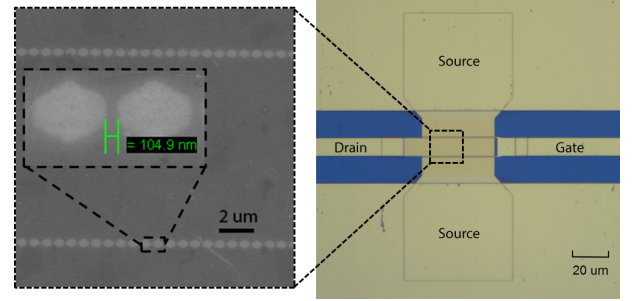 = 104.9 nm
2 um
Source
Drain
Gate
Source
20 um